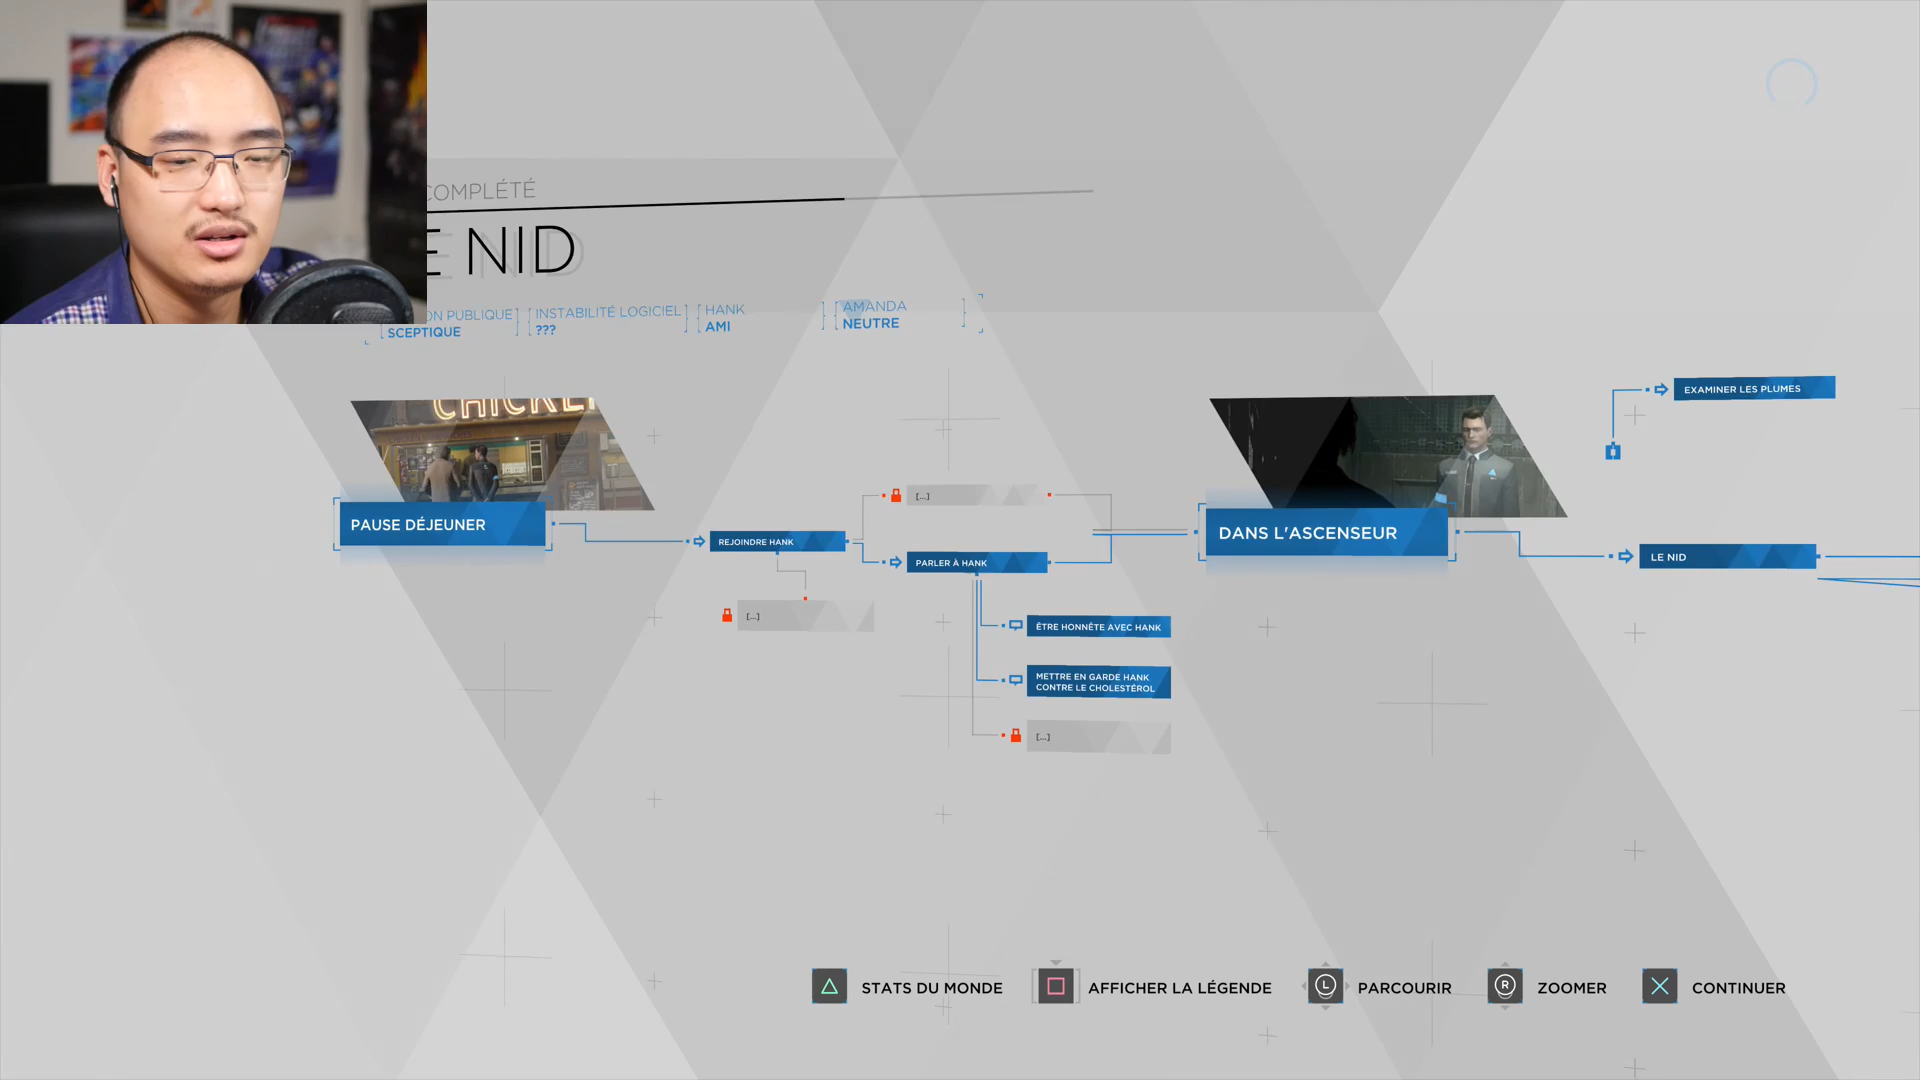 COMPLÉTÉ
E NID
ON PUBLIQUE
SCEPTIQUE
INSTABILITÉ LOGICIEL
???
HANK
AMI
AMANDA
NEUTRE
CHICKE
PAUSE DÉJEUNER
REJOINDRE HANK
[...]
[...]
PARLER À HANK
ÊTRE HONNÊTE AVEC HANK
METTRE EN GARDE HANK
CONTRE LE CHOLESTÉROL
[...]
DANS L'ASCENSEUR
EXAMINER LES PLUMES
LE NID
STATS DU MONDE
AFFICHER LA LÉGENDE
L
PARCOURIR
R
ZOOMER
CONTINUER